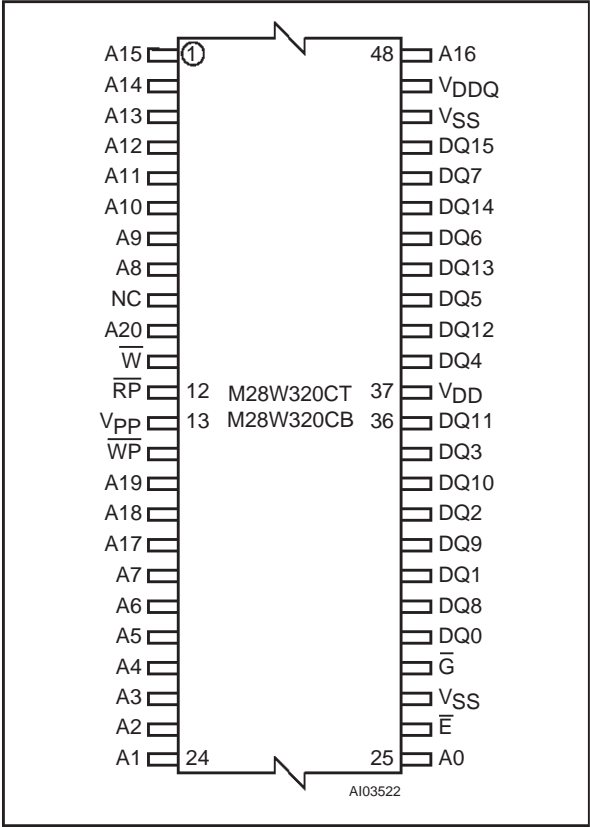 A15 1 48 A16
A14 VDDQ
A13 VSS
A12 DQ15
A11 DQ7
A10 DQ14
A9 DQ6
A8 DQ13
NC DQ5
A20 DQ12
W̅ DQ4
R̅P̅ 12 M28W320CT 37 VDD
VPP 13 M28W320CB 36 DQ11
W̅P̅ DQ3
A19 DQ10
A18 DQ2
A17 DQ9
A7 DQ1
A6 DQ8
A5 DQ0
A4 G̅
A3 VSS
A2 E̅
A1 24 25 A0
AI03522